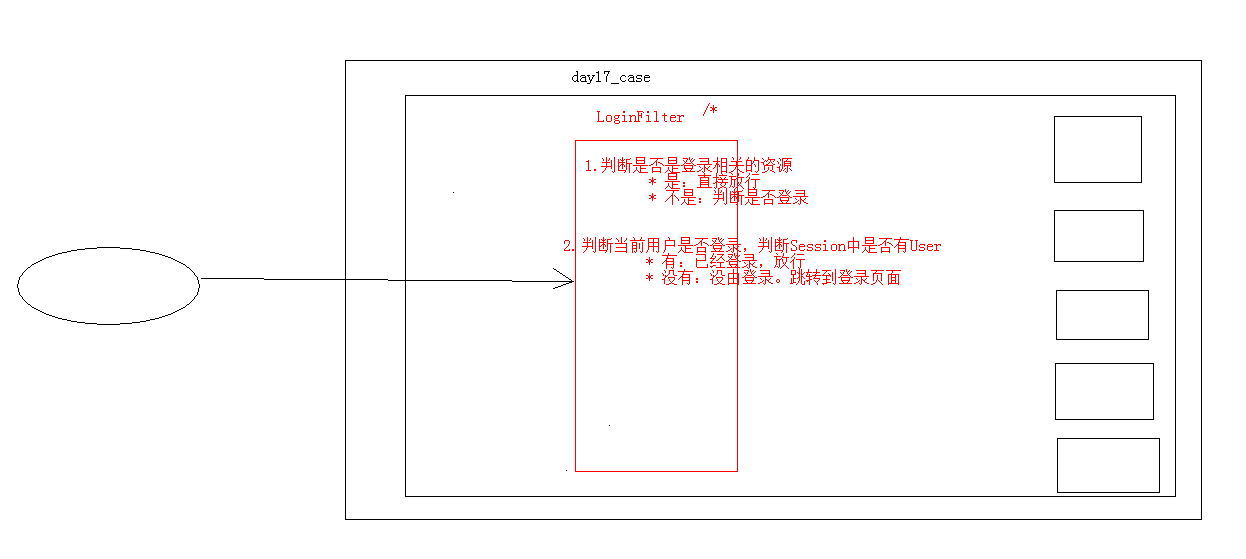 day17_case
LoginFilter /*
1.判断是否是登录相关的资源
* 是：直接放行
* 不是：判断是否登录
2.判断当前用户是否登录，判断Session中是否有User
* 有：已经登录，放行
* 没有：没由登录。跳转到登录页面